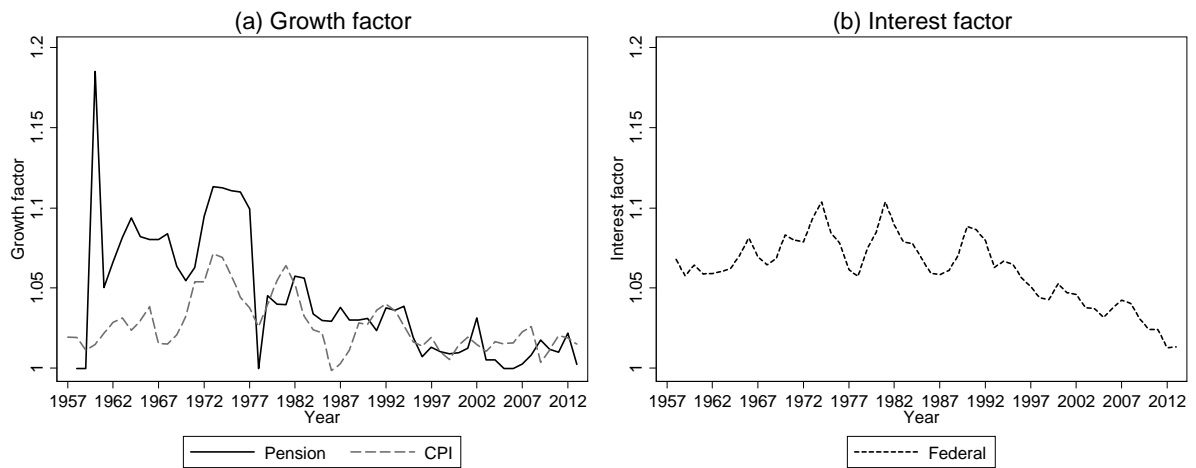 (a) Growth factor
Growth factor
1.2
1.15
1.1
1.05
1
1957 1962 1967 1972 1977 1982 1987 1992 1997 2002 2007 2012
Year
Pension CPI
(b) Interest factor
Interest factor
1.2
1.15
1.1
1.05
1
1957 1962 1967 1972 1977 1982 1987 1992 1997 2002 2007 2012
Year
Federal